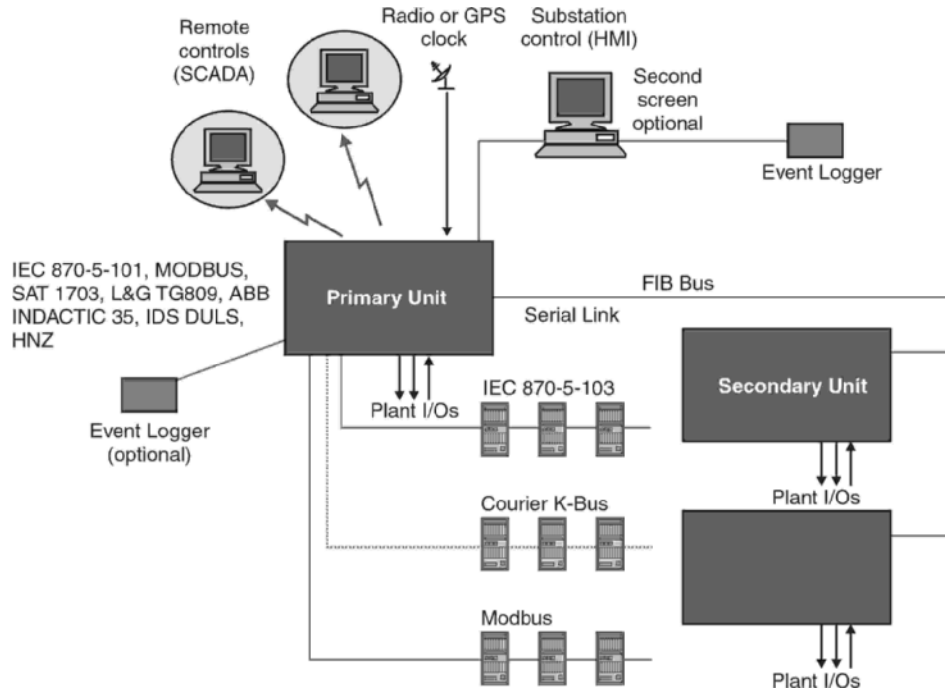 Remote
controls
(SCADA)
Radio or GPS
clock
Substation
control (HMI)
Second
screen
optional
Event Logger
IEC 870-5-101, MODBUS,
SAT 1703, L&G TG809, ABB
INDACTIC 35, IDS DULS,
HNZ
Primary Unit
FIB Bus
Serial Link
Event Logger
(optional)
Plant I/Os
IEC 870-5-103
Secondary Unit
Plant I/Os
Courier K-Bus
Modbus
Plant I/Os